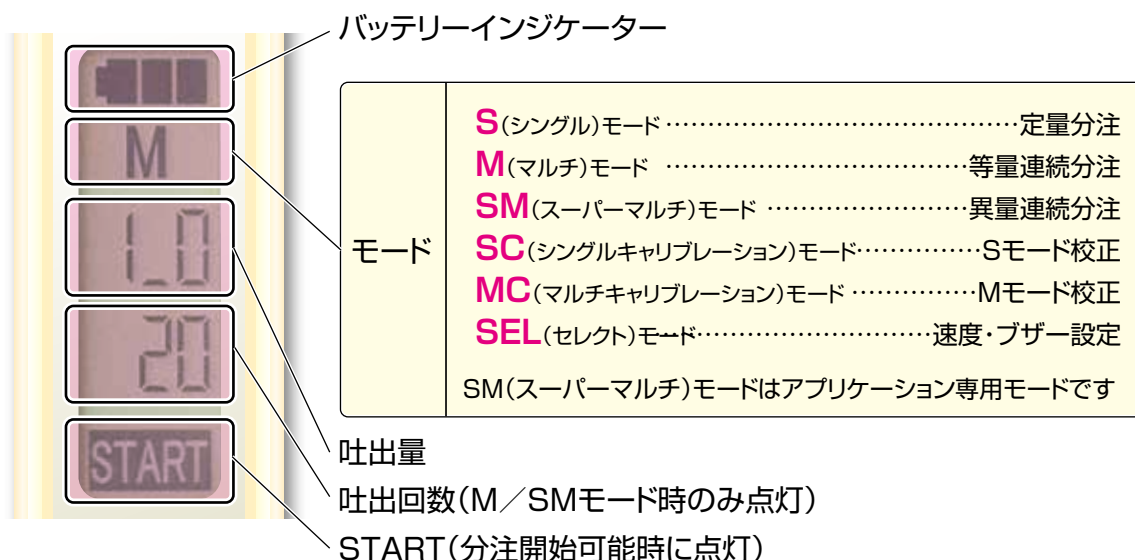 バッテリーインジケーター
M
1.0
20
START
モード
S(シングル)モード……………………………………定量分注
M(マルチ)モード ………………………………等量連続分注
SM(スーパーマルチ)モード ……………………異量連続分注
SC(シングルキャリブレーション)モード……………Sモード校正
MC(マルチキャリブレーション)モード ……………Mモード校正
SEL(セレクト)モード…………………………速度・ブザー設定
SM(スーパーマルチ)モードはアプリケーション専用モードです
吐出量
吐出回数(M／SMモード時のみ点灯)
START(分注開始可能時に点灯)